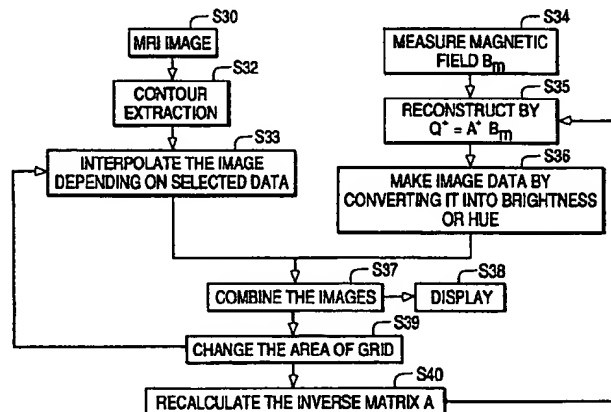 S30
MRI IMAGE
S32
CONTOUR
EXTRACTION
S33
INTERPOLATE THE IMAGE
DEPENDING ON SELECTED DATA
S34
MEASURE MAGNETIC
FIELD Bm
S35
RECONSTRUCT BY
Q⁺ = A⁺ Bm
S36
MAKE IMAGE DATA BY
CONVERTING IT INTO BRIGHTNESS
OR HUE
S37
COMBINE THE IMAGES
S38
DISPLAY
S39
CHANGE THE AREA OF GRID
S40
RECALCULATE THE INVERSE MATRIX A